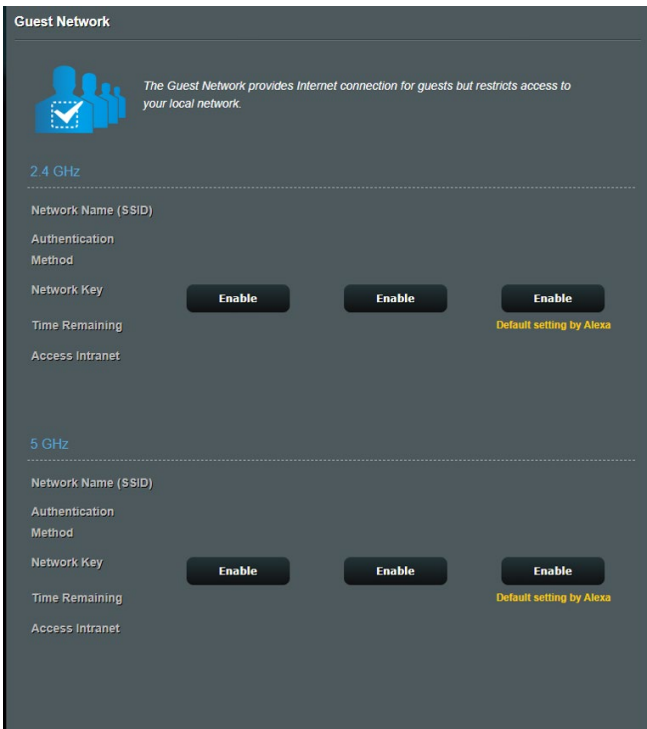 Guest Network
The Guest Network provides Internet connection for guests but restricts access to
your local network.
2.4 GHz
Network Name (SSID)
Authentication
Method
Network Key
Enable Enable Enable
Time Remaining
Default setting by Alexa
Access Intranet
5 GHz
Network Name (SSID)
Authentication
Method
Network Key
Enable Enable Enable
Time Remaining
Default setting by Alexa
Access Intranet